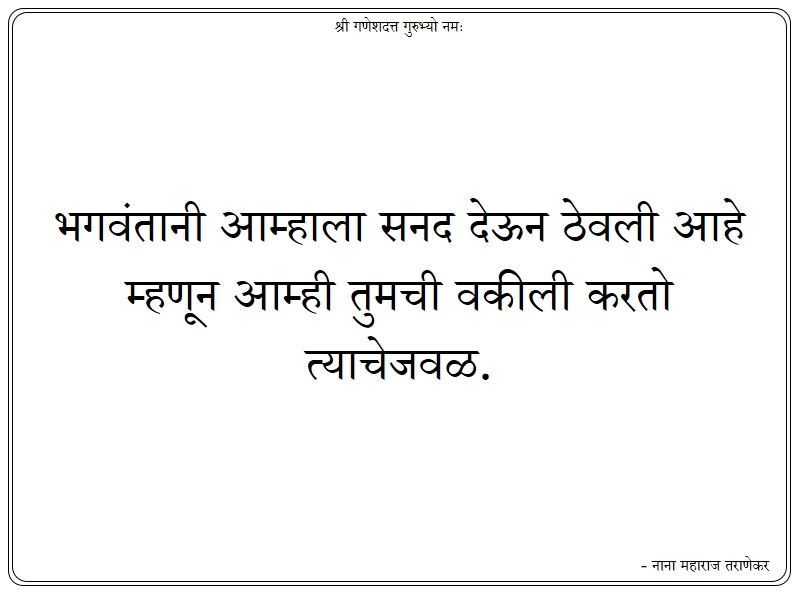 श्री गणेशदत्त गुरुभ्यो नमः
भगवंतानी आम्हाला सनद देऊन ठेवली आहे
म्हणून आम्ही तुमची वकीली करतो
त्याचेजवळ.
- नाना महाराज तराणेकर